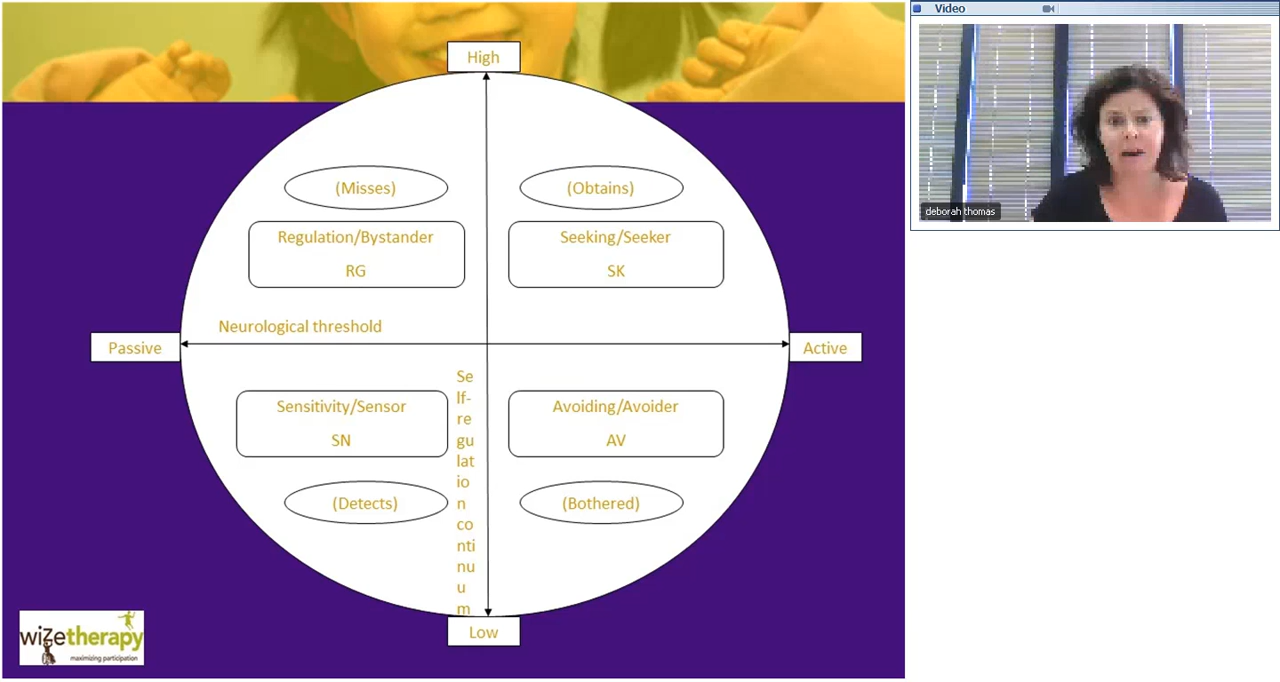 Video
High
(Misses)
(Obtains)
Regulation/Bystander
RG
Seeking/Seeker
SK
deborah thomas
Neurological threshold
Passive
Active
Se
lf-
re
gu
lat
io
n
co
nti
nu
u
m
Sensitivity/Sensor
SN
Avoiding/Avoider
AV
(Detects)
(Bothered)
Low
wizetherapy
maximizing participation